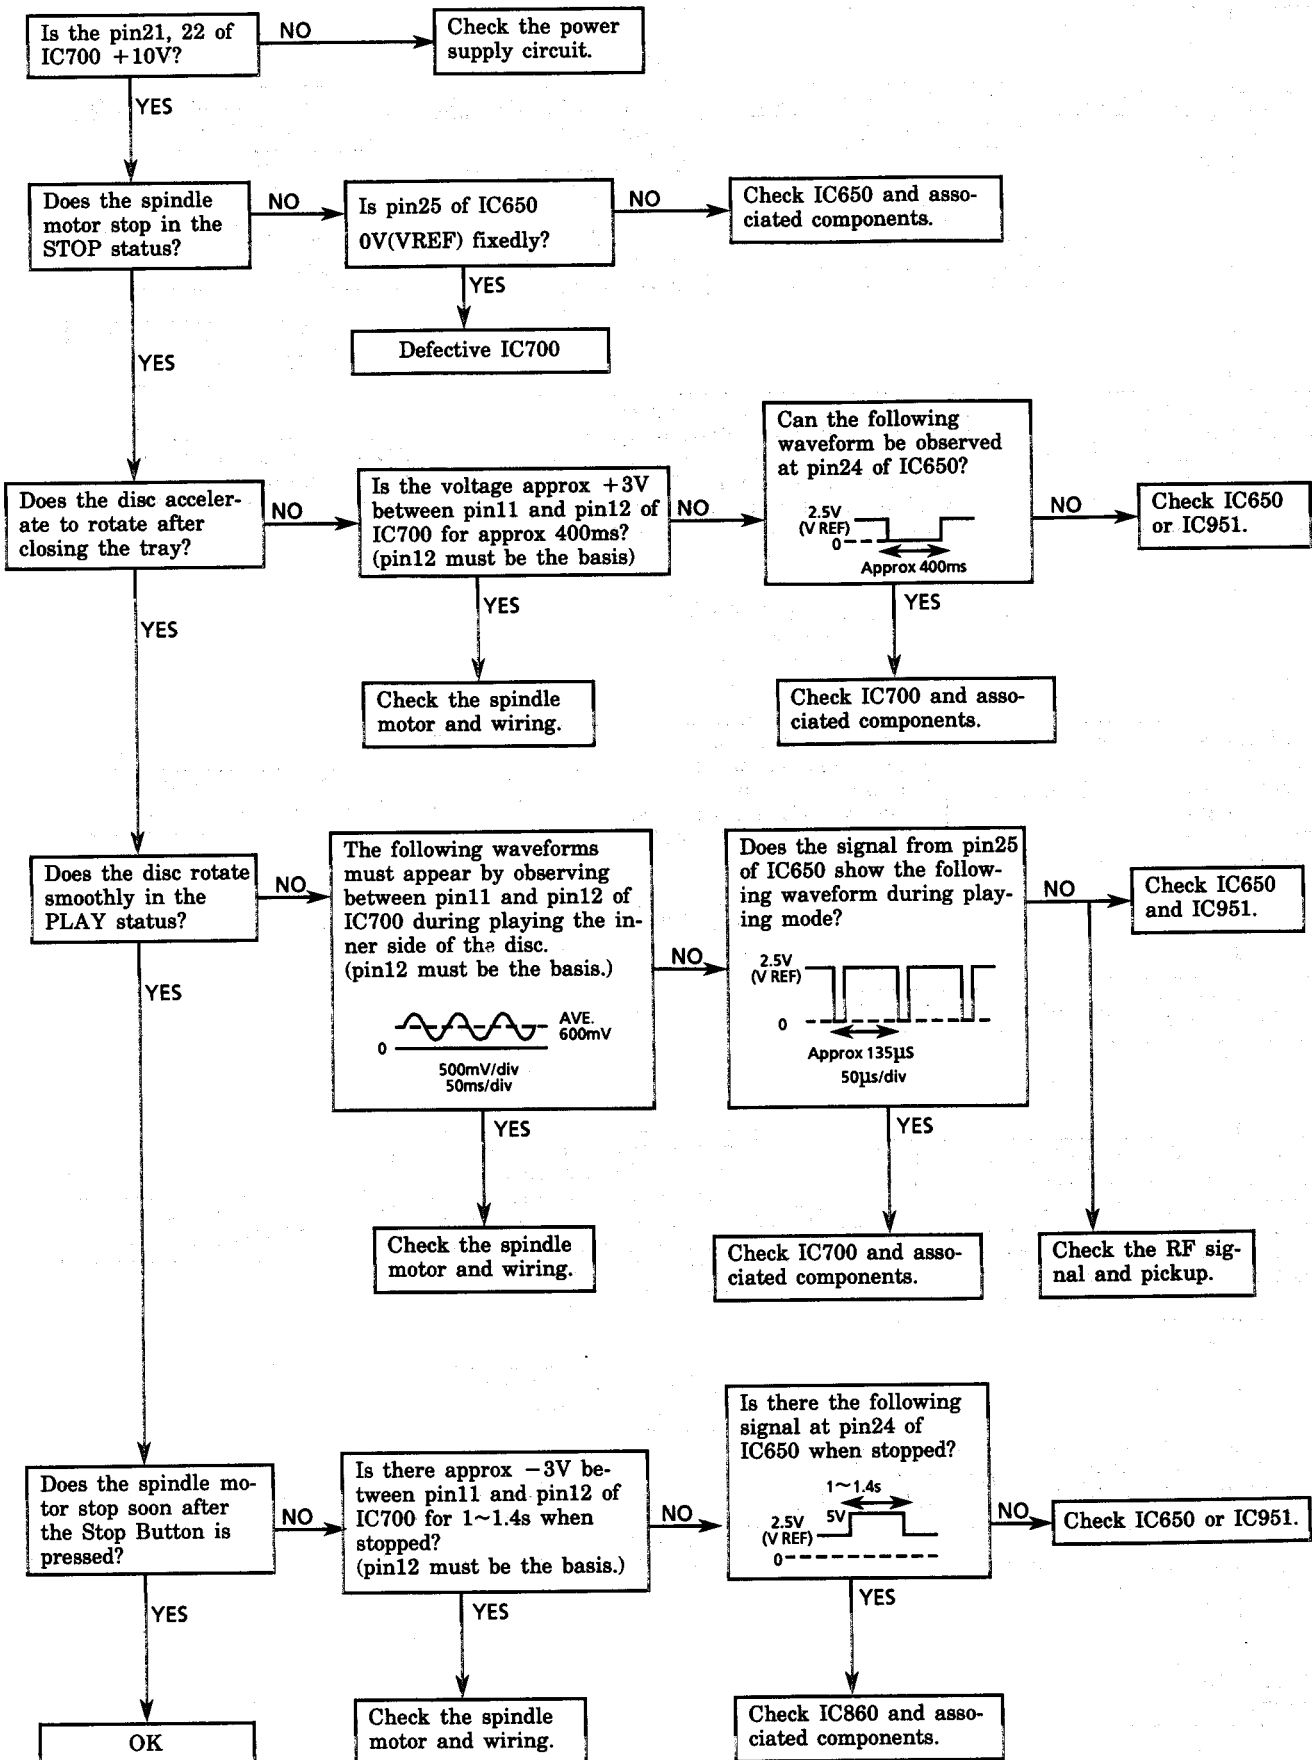 Is the pin21, 22 of
IC700 +10V?
NO
Check the power
supply circuit.
YES
Does the spindle
motor stop in the
STOP status?
NO
Is pin25 of IC650
0V(VREF) fixedly?
NO
Check IC650 and asso-
ciated components.
YES
Defective IC700
YES
Does the disc acceler-
ate to rotate after
closing the tray?
NO
Is the voltage approx +3V
between pin11 and pin12 of
IC700 for approx 400ms?
(pin12 must be the basis)
NO
Can the following
waveform be observed
at pin24 of IC650?
2.5V
(V REF)
0
Approx 400ms
NO
Check IC650
or IC951.
YES
Check the spindle
motor and wiring.
YES
Check IC700 and asso-
ciated components.
YES
Does the disc rotate
smoothly in the
PLAY status?
NO
The following waveforms
must appear by observing
between pin11 and pin12 of
IC700 during playing the in-
ner side of the disc.
(pin12 must be the basis.)
AVE.
600mV
0
500mV/div
50ms/div
NO
Does the signal from pin25
of IC650 show the follow-
ing waveform during play-
ing mode?
2.5V
(V REF)
0
Approx 135µS
50µs/div
NO
Check IC650
and IC951.
YES
Check the spindle
motor and wiring.
YES
Check IC700 and asso-
ciated components.
Check the RF sig-
nal and pickup.
YES
Does the spindle mo-
tor stop soon after
the Stop Button is
pressed?
NO
Is there approx −3V be-
tween pin11 and pin12 of
IC700 for 1~1.4s when
stopped?
(pin12 must be the basis.)
NO
Is there the following
signal at pin24 of
IC650 when stopped?
1~1.4s
5V
2.5V
(V REF)
0
NO
Check IC650 or IC951.
YES
OK
YES
Check the spindle
motor and wiring.
YES
Check IC860 and asso-
ciated components.